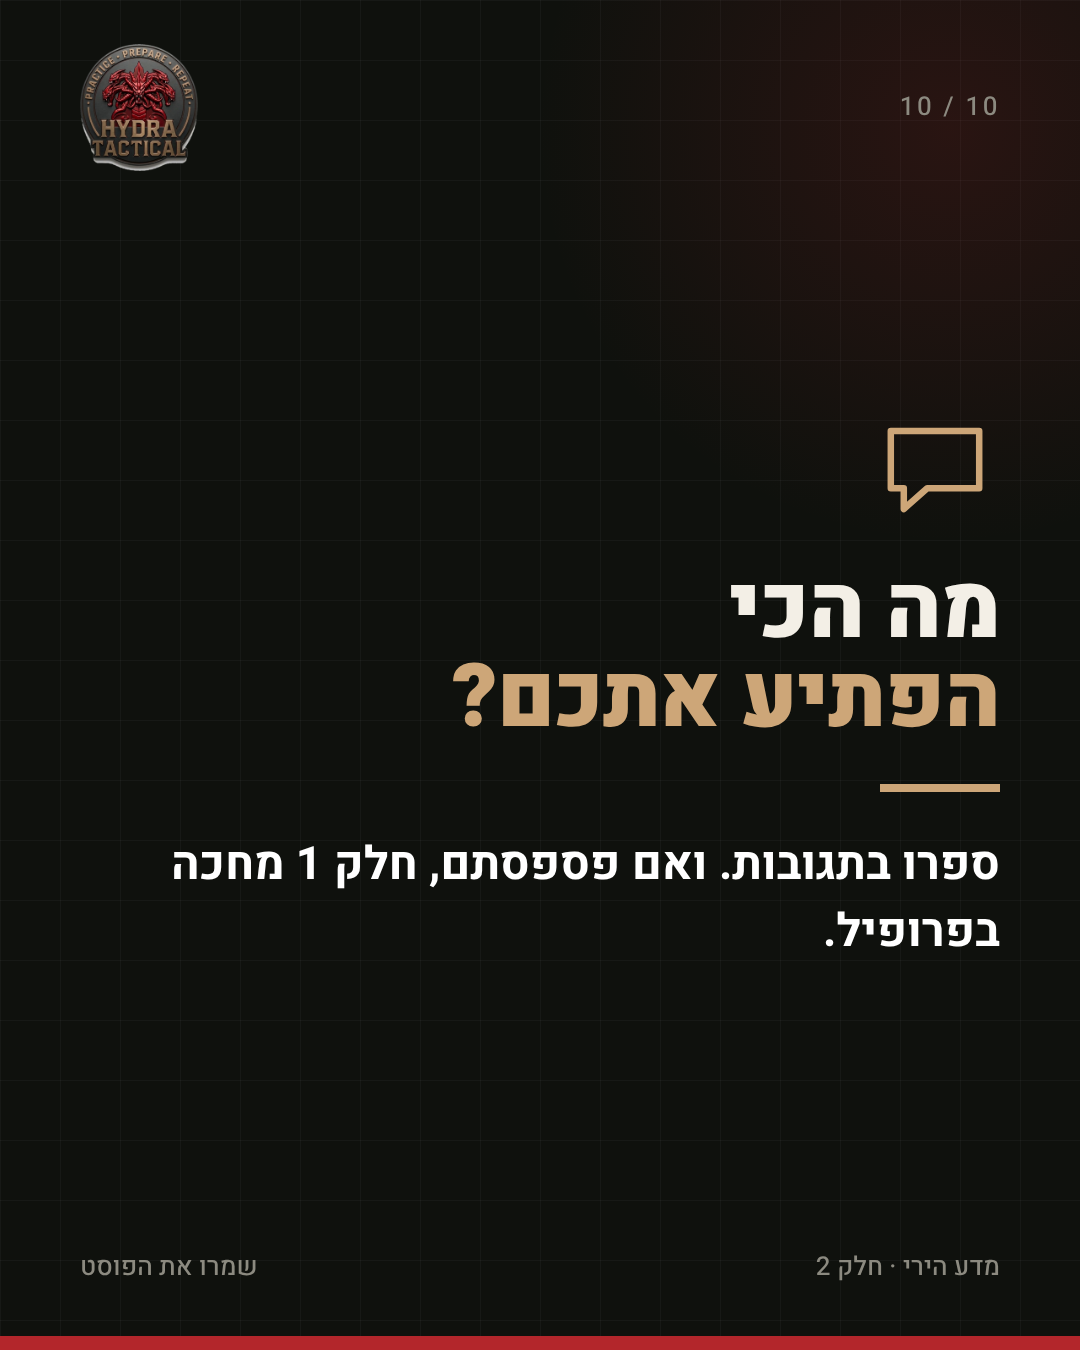 PRACTICE · PREPARE · REPEAT
HYDRA
TACTICAL
10 / 10
מה הכי
הפתיע אתכם?
ספרו בתגובות. ואם פספסתם, חלק 1 מחכה
בפרופיל.
מדע הירי · חלק 2
שמרו את הפוסט